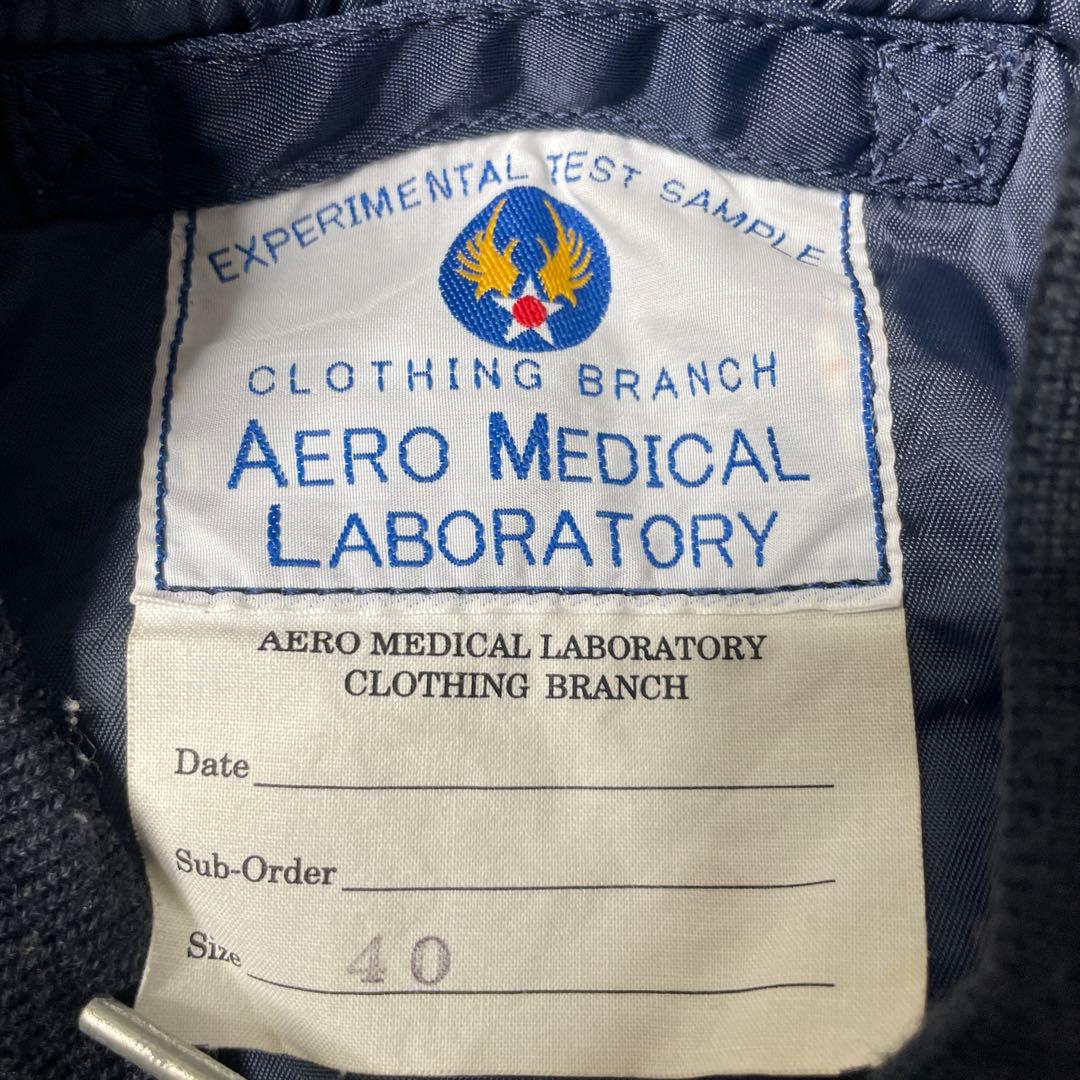 EXPERIMENTAL TEST SAMPLE
CLOTHING BRANCH
AERO MEDICAL
LABORATORY
AERO MEDICAL LABORATORY
CLOTHING BRANCH
Date
Sub-Order
Size 40